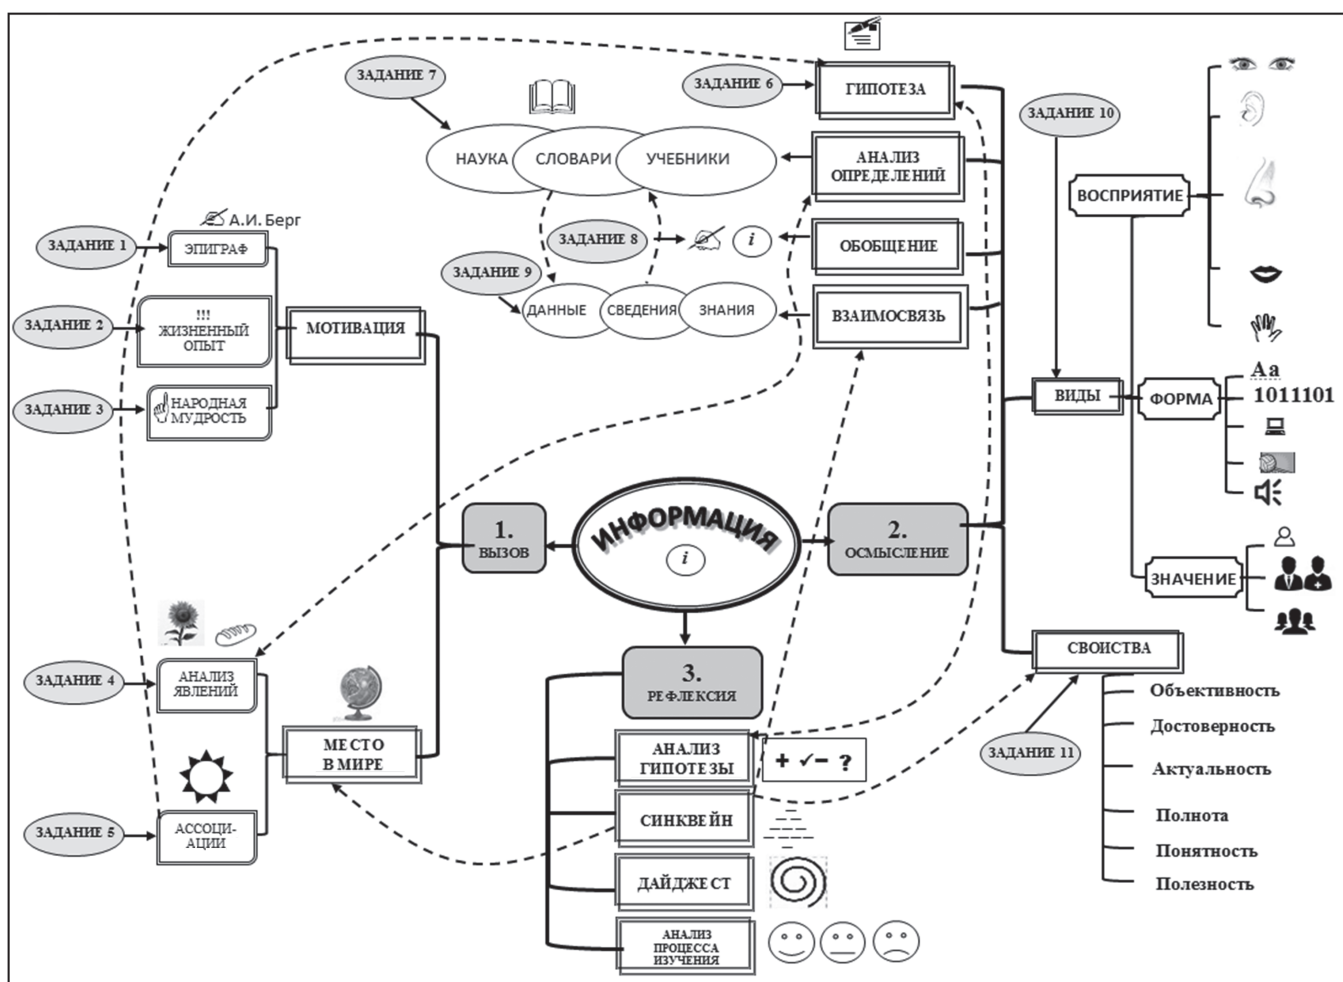 ЗАДАНИЕ 7
ЗАДАНИЕ 6
ГИПОТЕЗА
ЗАДАНИЕ 10
НАУКА
СЛОВАРИ
УЧЕБНИКИ
АНАЛИЗ
ОПРЕДЕЛЕНИЙ
ВОСПРИЯТИЕ
А.И. Берг
ЗАДАНИЕ 1
ЭПИГРАФ
ЗАДАНИЕ 8
i
ОБОБЩЕНИЕ
ЗАДАНИЕ 9
ДАННЫЕ
СВЕДЕНИЯ
ЗНАНИЯ
ВЗАИМОСВЯЗЬ
ЗАДАНИЕ 2
!!!
ЖИЗНЕННЫЙ
ОПЫТ
МОТИВАЦИЯ
ЗАДАНИЕ 3
НАРОДНАЯ
МУДРОСТЬ
ВИДЫ
ФОРМА
Аа
1011101
1.
ВЫЗОВ
ИНФОРМАЦИЯ
i
2.
ОСМЫСЛЕНИЕ
ЗНАЧЕНИЕ
ЗАДАНИЕ 4
АНАЛИЗ
ЯВЛЕНИЙ
3.
РЕФЛЕКСИЯ
СВОИСТВА
Объективность
Достоверность
Актуальность
Полнота
Понятность
Полезность
ЗАДАНИЕ 11
МЕСТО
В МИРЕ
АНАЛИЗ
ГИПОТЕЗЫ
+ ✓− ?
ЗАДАНИЕ 5
АССОЦИ-
АЦИИ
СИНКВЕЙН
ДАЙДЖЕСТ
АНАЛИЗ
ПРОЦЕССА
ИЗУЧЕНИЯ